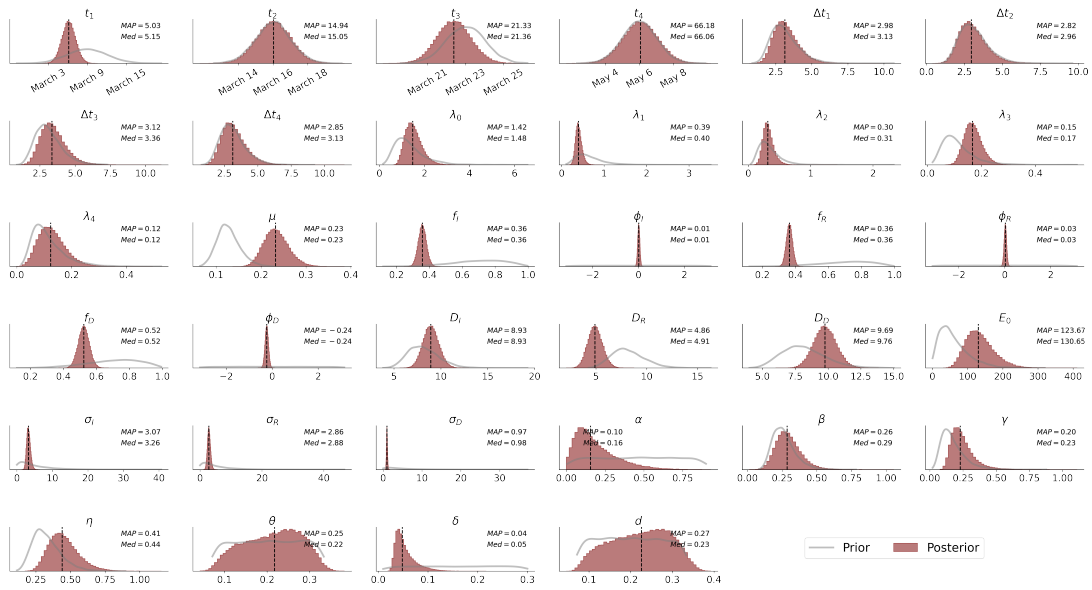 t₁
MAP = 5.03
Med = 5.15
March 3
March 9
March 15
t₂
MAP = 14.94
Med = 15.05
March 14
March 16
March 18
t₃
MAP = 21.33
Med = 21.36
March 21
March 23
March 25
t₄
MAP = 66.18
Med = 66.06
May 4
May 6
May 8
Δt₁
MAP = 2.98
Med = 3.13
2.5 5.0 7.5 10.0
Δt₂
MAP = 2.82
Med = 2.96
0.0 2.5 5.0 7.5 10.0
Δt₃
MAP = 3.12
Med = 3.36
2.5 5.0 7.5 10.0
Δt₄
MAP = 2.85
Med = 3.13
2.5 5.0 7.5 10.0
λ₀
MAP = 1.42
Med = 1.48
0 2 4 6
λ₁
MAP = 0.39
Med = 0.40
0 1 2 3
λ₂
MAP = 0.30
Med = 0.31
0 1 2
λ₃
MAP = 0.15
Med = 0.17
0.0 0.2 0.4
λ₄
MAP = 0.12
Med = 0.12
0.0 0.2 0.4
μ
MAP = 0.23
Med = 0.23
0.1 0.2 0.3 0.4
f_I
MAP = 0.36
Med = 0.36
0.2 0.4 0.6 0.8 1.0
ϕ_I
MAP = 0.01
Med = 0.01
−2 0 2
f_R
MAP = 0.36
Med = 0.36
0.2 0.4 0.6 0.8 1.0
ϕ_R
MAP = 0.03
Med = 0.03
−2 0 2
f_D
MAP = 0.52
Med = 0.52
0.2 0.4 0.6 0.8 1.0
ϕ_D
MAP = − 0.24
Med = − 0.24
−2 0 2
D_I
MAP = 8.93
Med = 8.93
5 10 15 20
D_R
MAP = 4.86
Med = 4.91
5 10 15
D_D
MAP = 9.69
Med = 9.76
5.0 7.5 10.0 12.5 15.0
E₀
MAP = 123.67
Med = 130.65
0 100 200 300 400
σ_I
MAP = 3.07
Med = 3.26
0 10 20 30 40
σ_R
MAP = 2.86
Med = 2.88
0 20 40
σ_D
MAP = 0.97
Med = 0.98
0 10 20 30
α
MAP = 0.10
Med = 0.16
0.00 0.25 0.50 0.75
β
MAP = 0.26
Med = 0.29
0.00 0.25 0.50 0.75 1.00
γ
MAP = 0.20
Med = 0.23
0.00 0.25 0.50 0.75 1.00
η
MAP = 0.41
Med = 0.44
0.25 0.50 0.75 1.00
θ
MAP = 0.25
Med = 0.22
0.0 0.1 0.2 0.3
δ
MAP = 0.04
Med = 0.05
0.0 0.1 0.2 0.3
d
MAP = 0.27
Med = 0.23
0.1 0.2 0.3 0.4
Prior
Posterior